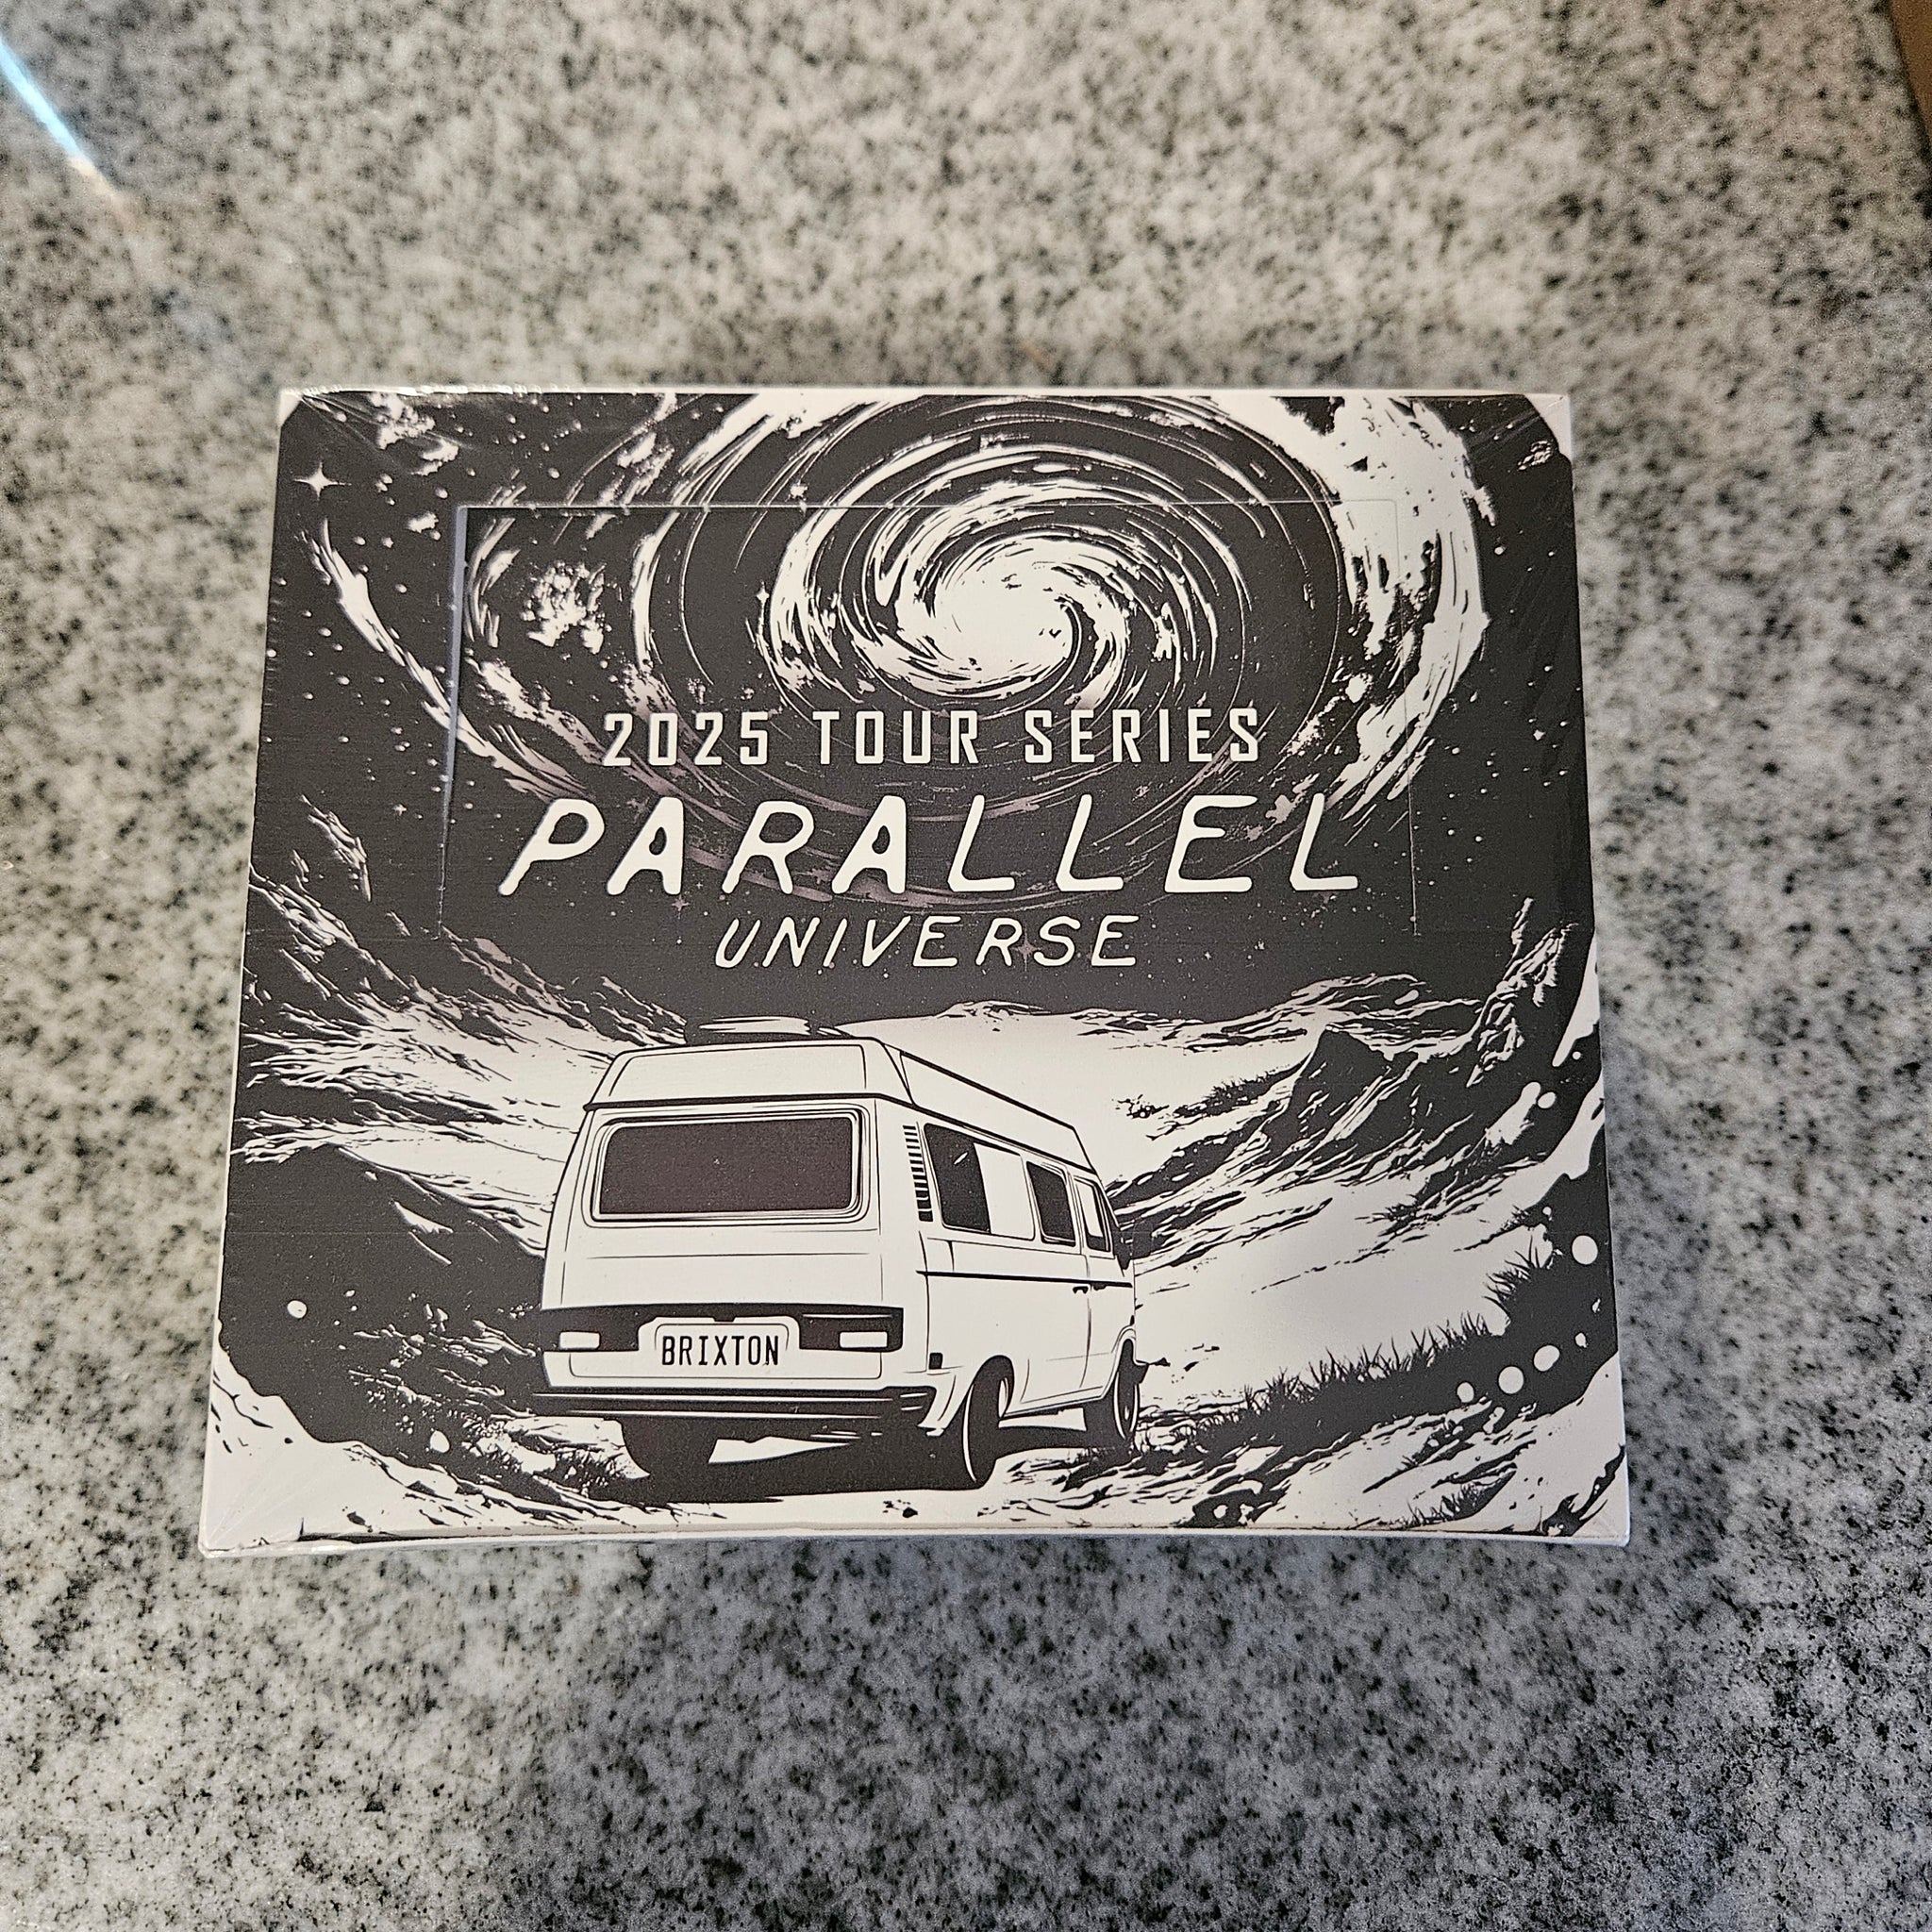 2025 TOUR SERIES
PARALLEL
UNIVERSE
BRIXTON